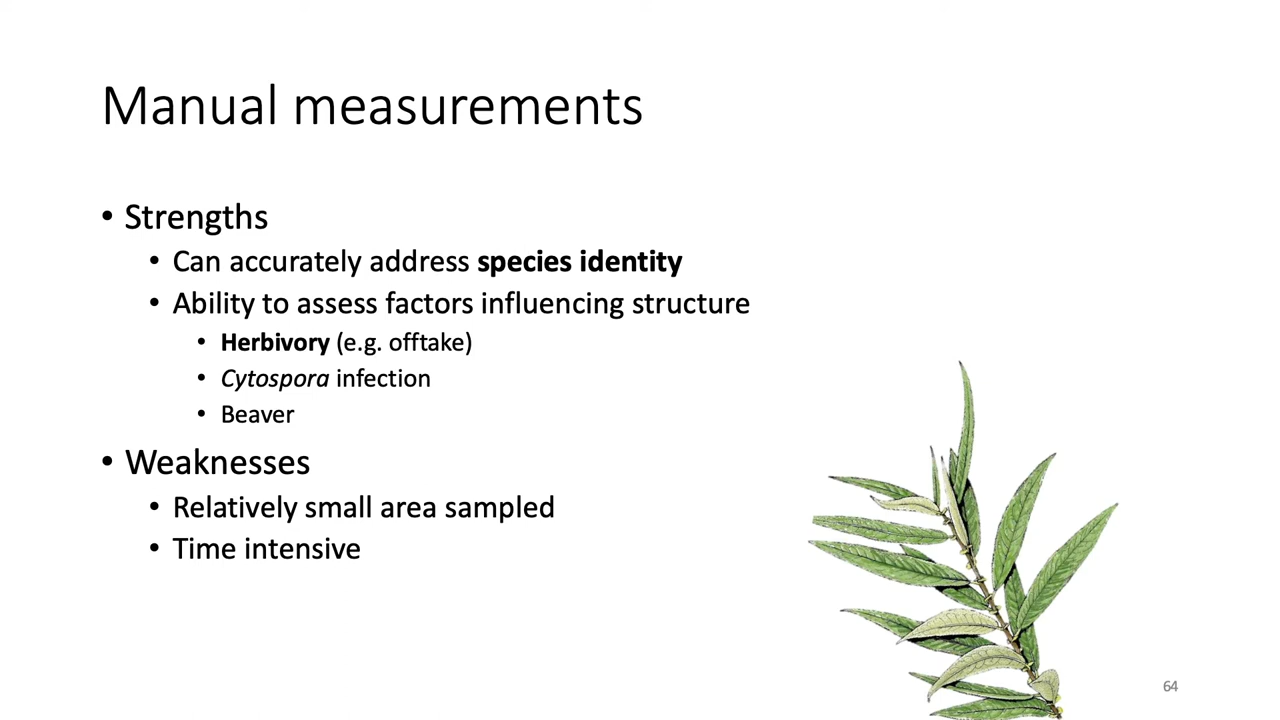 Manual measurements
• Strengths
• Can accurately address species identity
• Ability to assess factors influencing structure
• Herbivory (e.g. offtake)
• Cytospora infection
• Beaver
• Weaknesses
• Relatively small area sampled
• Time intensive
64